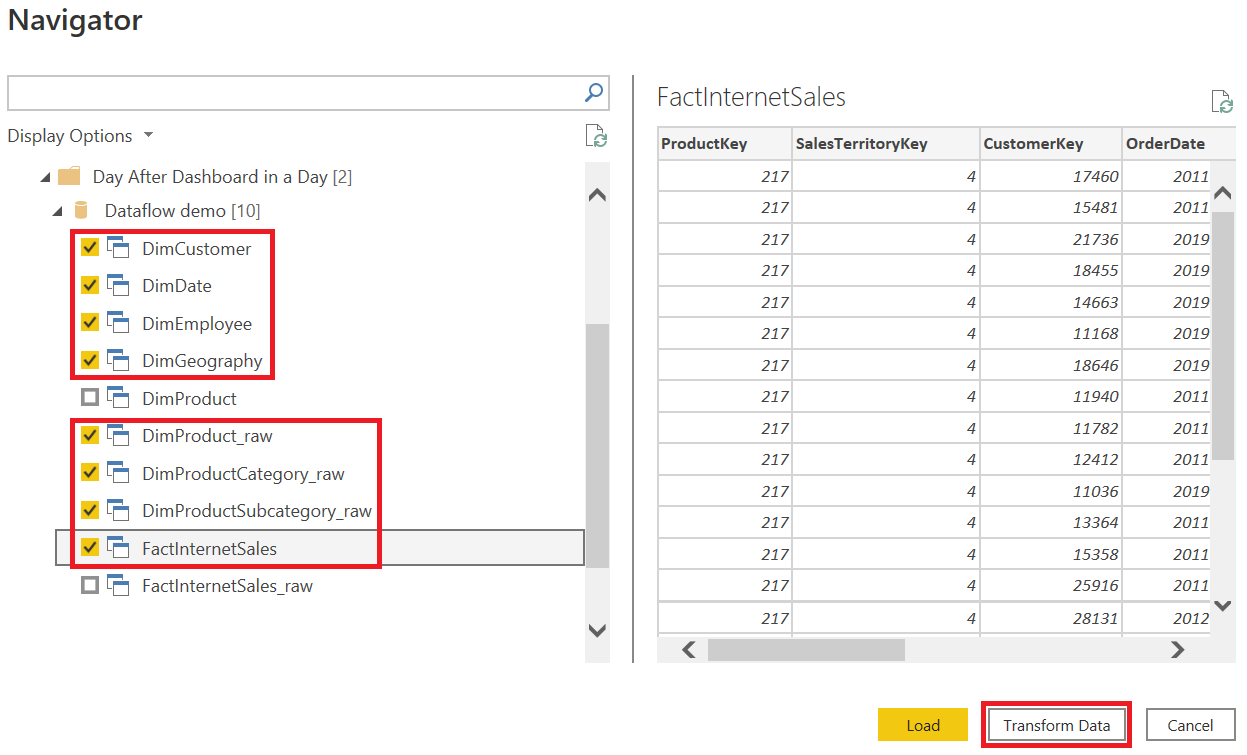 Navigator
Display Options
Day After Dashboard in a Day [2]
Dataflow demo [10]
DimCustomer
DimDate
DimEmployee
DimGeography
DimProduct
DimProduct_raw
DimProductCategory_raw
DimProductSubcategory_raw
FactInternetSales
FactInternetSales_raw
FactInternetSales
ProductKey SalesTerritoryKey CustomerKey OrderDate
217 4 17460 2011
217 4 15481 2011
217 4 21736 2019
217 4 18455 2019
217 4 14663 2019
217 4 11168 2019
217 4 18646 2019
217 4 11940 2011
217 4 11782 2011
217 4 12412 2011
217 4 11036 2019
217 4 13364 2011
217 4 15358 2011
217 4 25916 2011
217 4 28131 2012
Load Transform Data Cancel